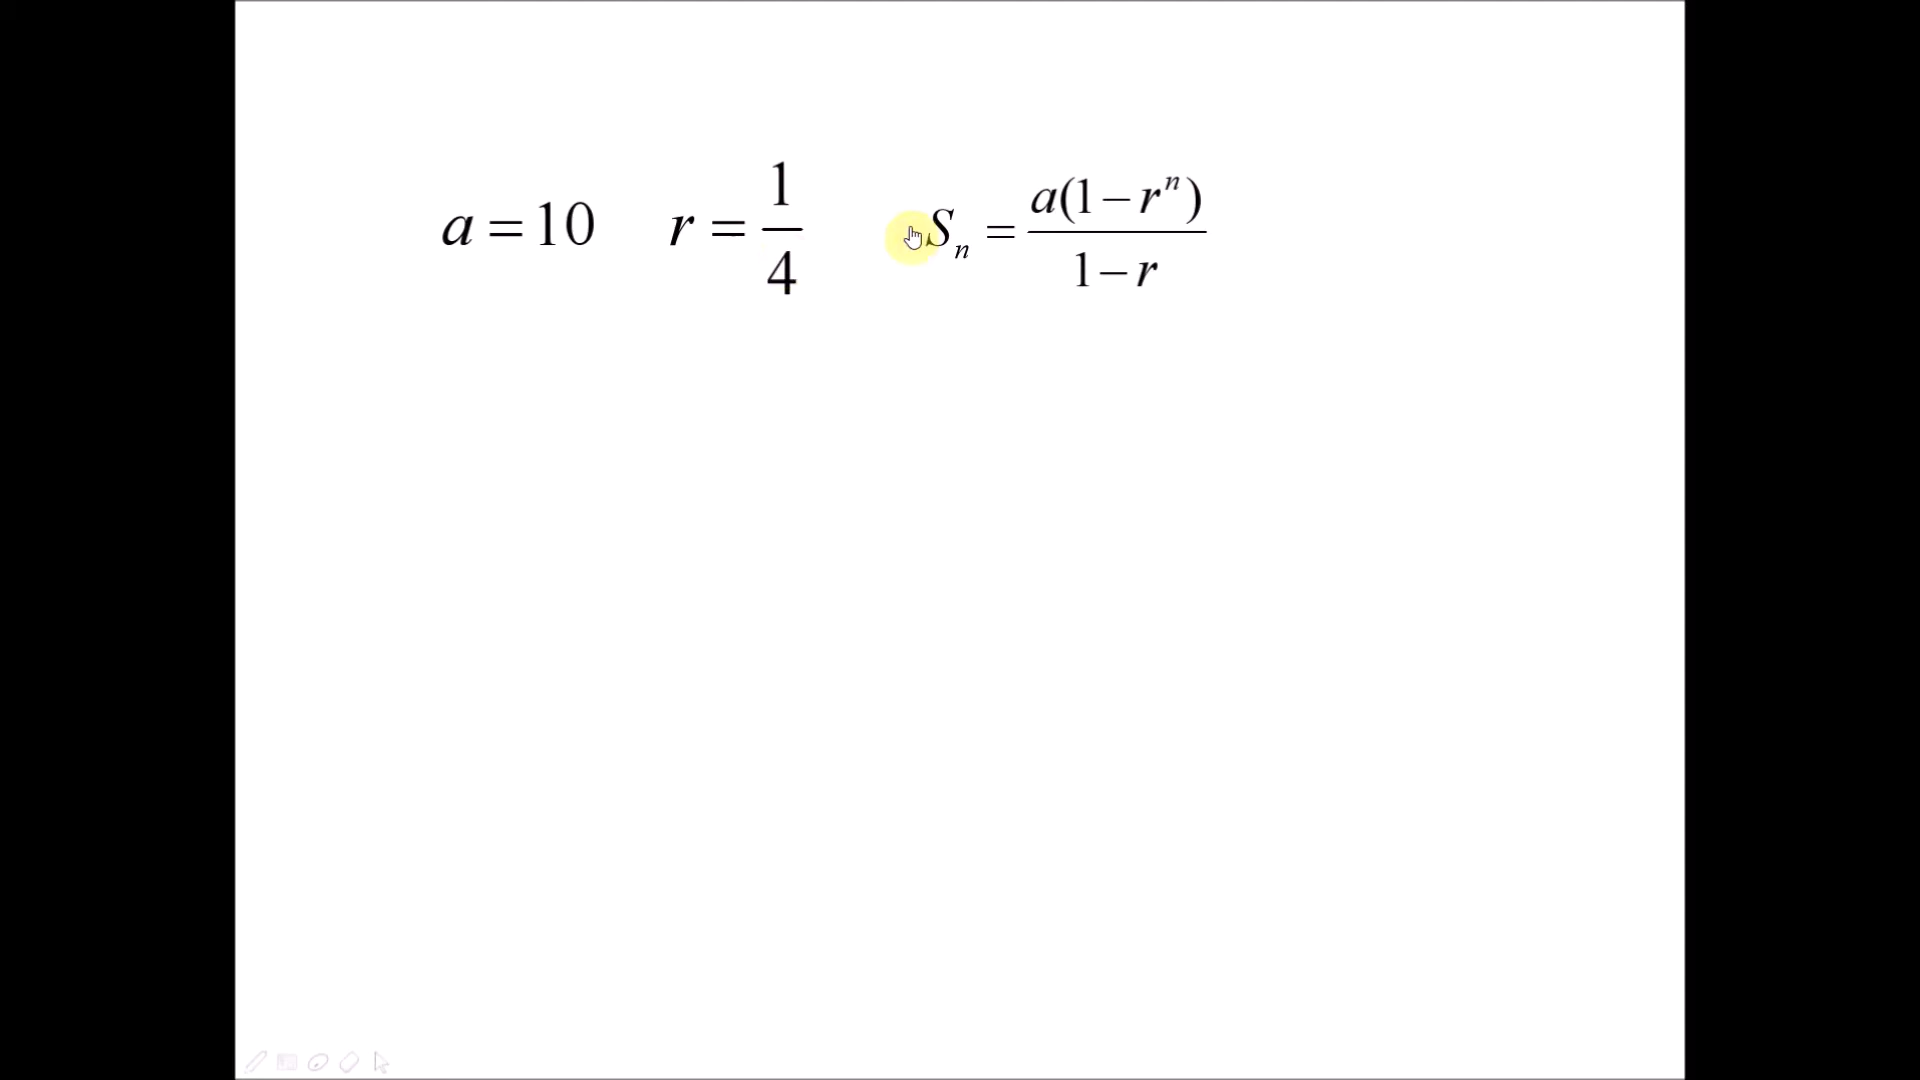 a = 10 r = 1/4 Sₙ = a(1 − rⁿ)/(1 − r)